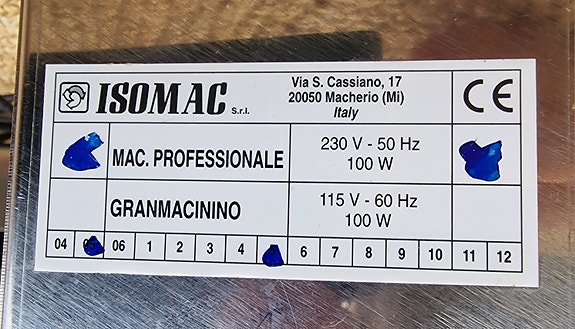 ISOMAC S.r.l.
Via S. Cassiano, 17
20050 Macherio (Mi)
Italy
CE
MAC. PROFESSIONALE
230 V - 50 Hz
100 W
GRANMACININO
115 V - 60 Hz
100 W
04 06 1 2 3 4 6 7 8 9 10 11 12